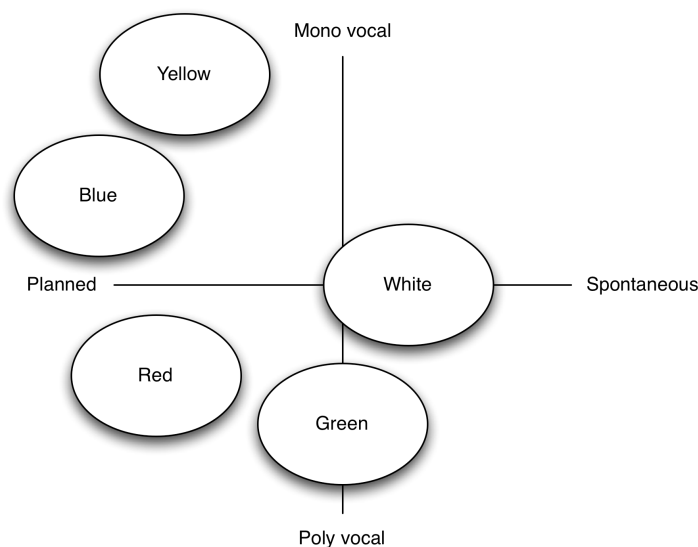 Mono vocal
Yellow
Blue
Planned
White
Spontaneous
Red
Green
Poly vocal